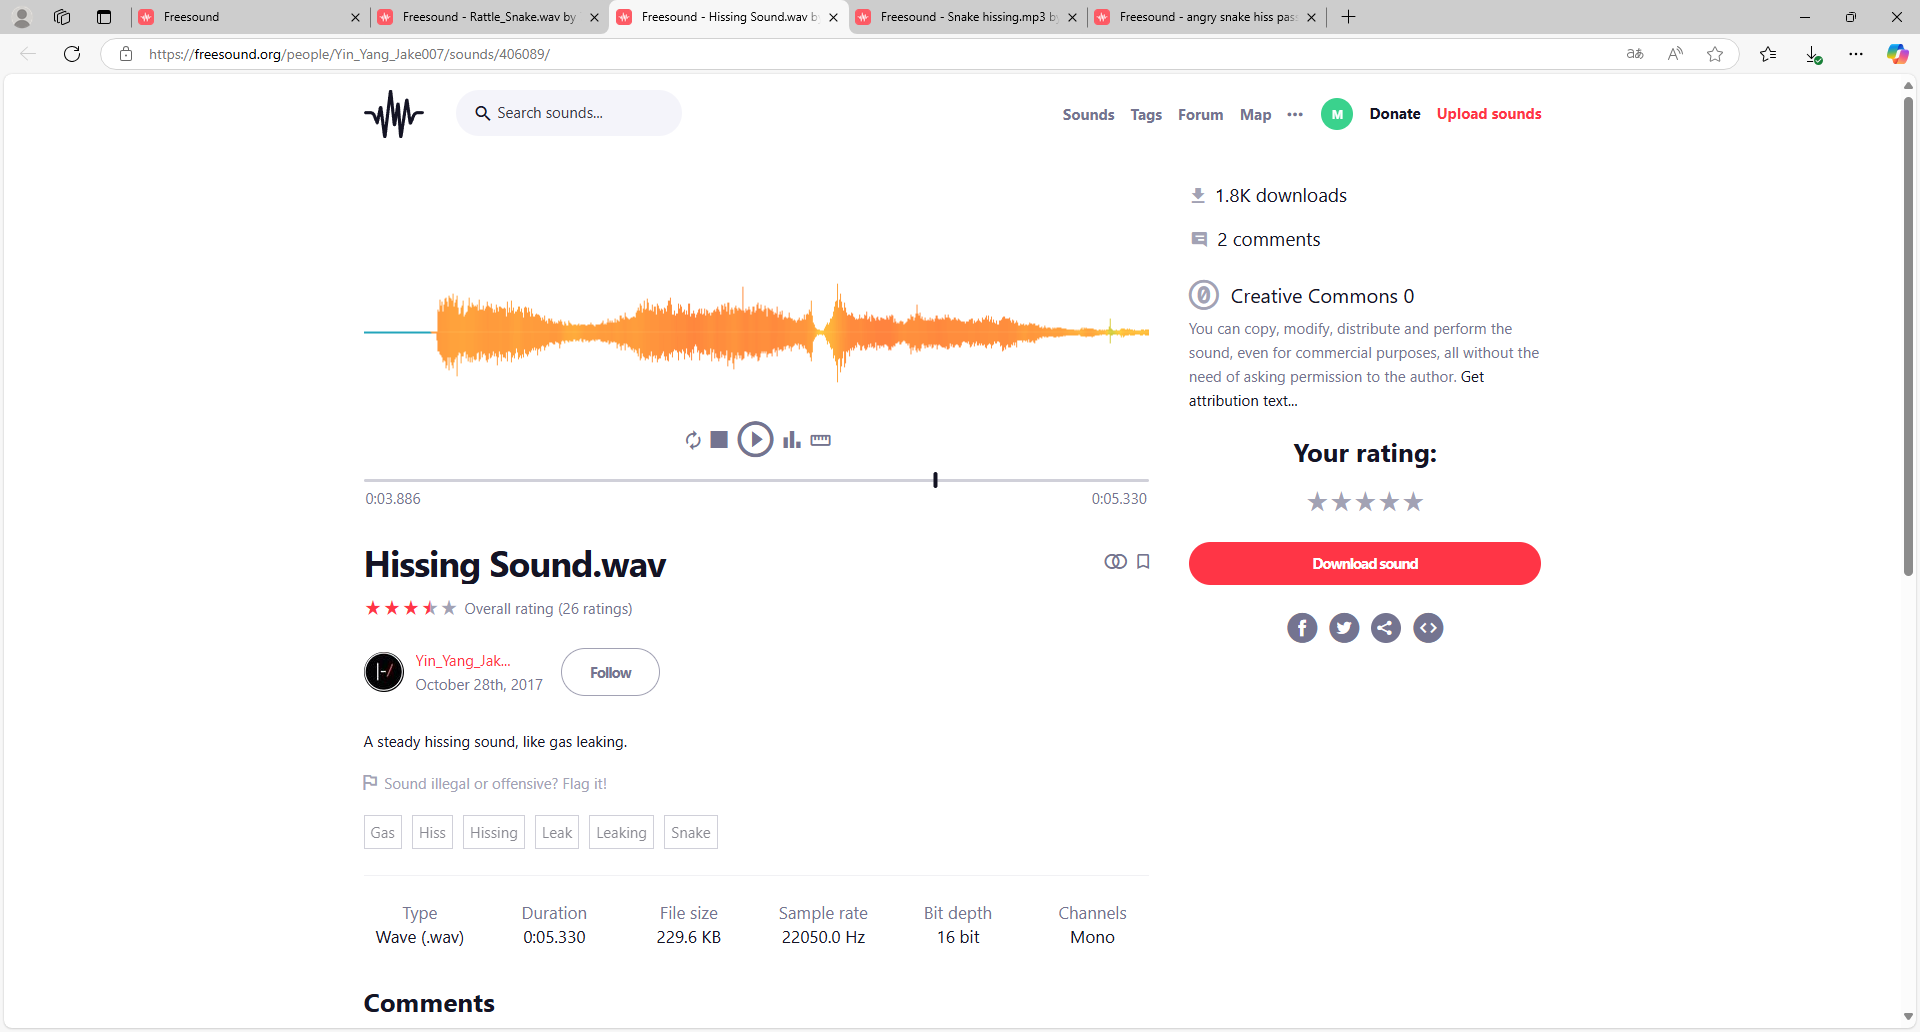 Freesound
Freesound - Rattle_Snake.wav by
Freesound - Hissing Sound.wav by
Freesound - Snake hissing.mp3 by
Freesound - angry snake hiss pas
https://freesound.org/people/Yin_Yang_Jake007/sounds/406089/
Search sounds...
Sounds
Tags
Forum
Map
M
Donate
Upload sounds
1.8K downloads
2 comments
Creative Commons 0
You can copy, modify, distribute and perform the
sound, even for commercial purposes, all without the
need of asking permission to the author. Get
attribution text...
0:03.886
0:05.330
Your rating:
Hissing Sound.wav
Download sound
Overall rating (26 ratings)
Yin_Yang_Jak...
October 28th, 2017
Follow
A steady hissing sound, like gas leaking.
Sound illegal or offensive? Flag it!
Gas
Hiss
Hissing
Leak
Leaking
Snake
Type
Duration
File size
Sample rate
Bit depth
Channels
Wave (.wav)
0:05.330
229.6 KB
22050.0 Hz
16 bit
Mono
Comments